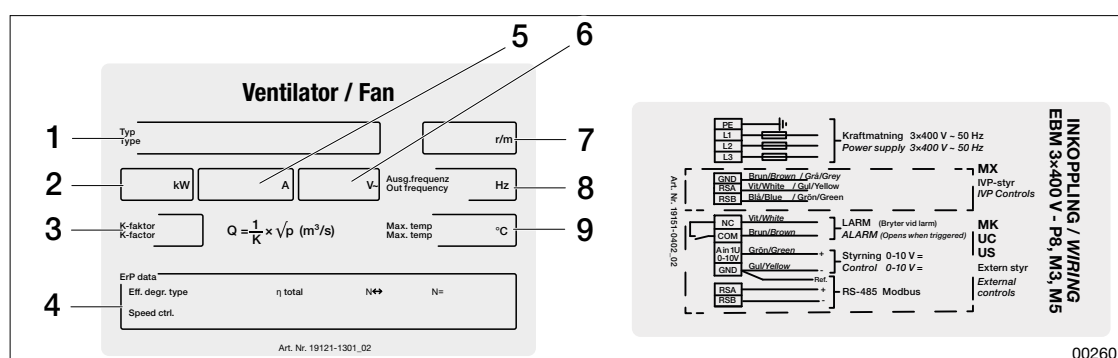 5
6
Ventilator / Fan
1
Typ
Type
r/m
7
2
kW
A
V~
Ausg.frequenz
Out frequency
Hz
8
3
K-faktor
K-factor
Q = 1/K × √p (m³/s)
Max. temp
Max. temp
°C
9
4
ErP data
Eff. degr. type
η total
N↔
N=
Speed ctrl.
Art. Nr. 19121-1301_02
PE
L1
L2
L3
Kraftmatning 3×400 V ~ 50 Hz
Power supply 3×400 V ~ 50 Hz
GND
Brun/Brown / Grå/Grey
RSA
Vit/White / Gul/Yellow
RSB
Blå/Blue / Grön/Green
MX
IVP-styr
IVP Controls
Art. Nr. 19151-0402_02
NC
Vit/White
COM
Brun/Brown
LARM (Bryter vid larm)
ALARM (Opens when triggered)
A in 1U
0-10V
Grön/Green
+
GND
Gul/Yellow
-
Styrning 0-10 V =
Control 0-10 V =
Ref.
RSA
+
RSB
-
RS-485 Modbus
MK
UC
US
Extern styr
External
controls
INKOPPLING / WIRING
EBM 3×400 V - P8, M3, M5
00260